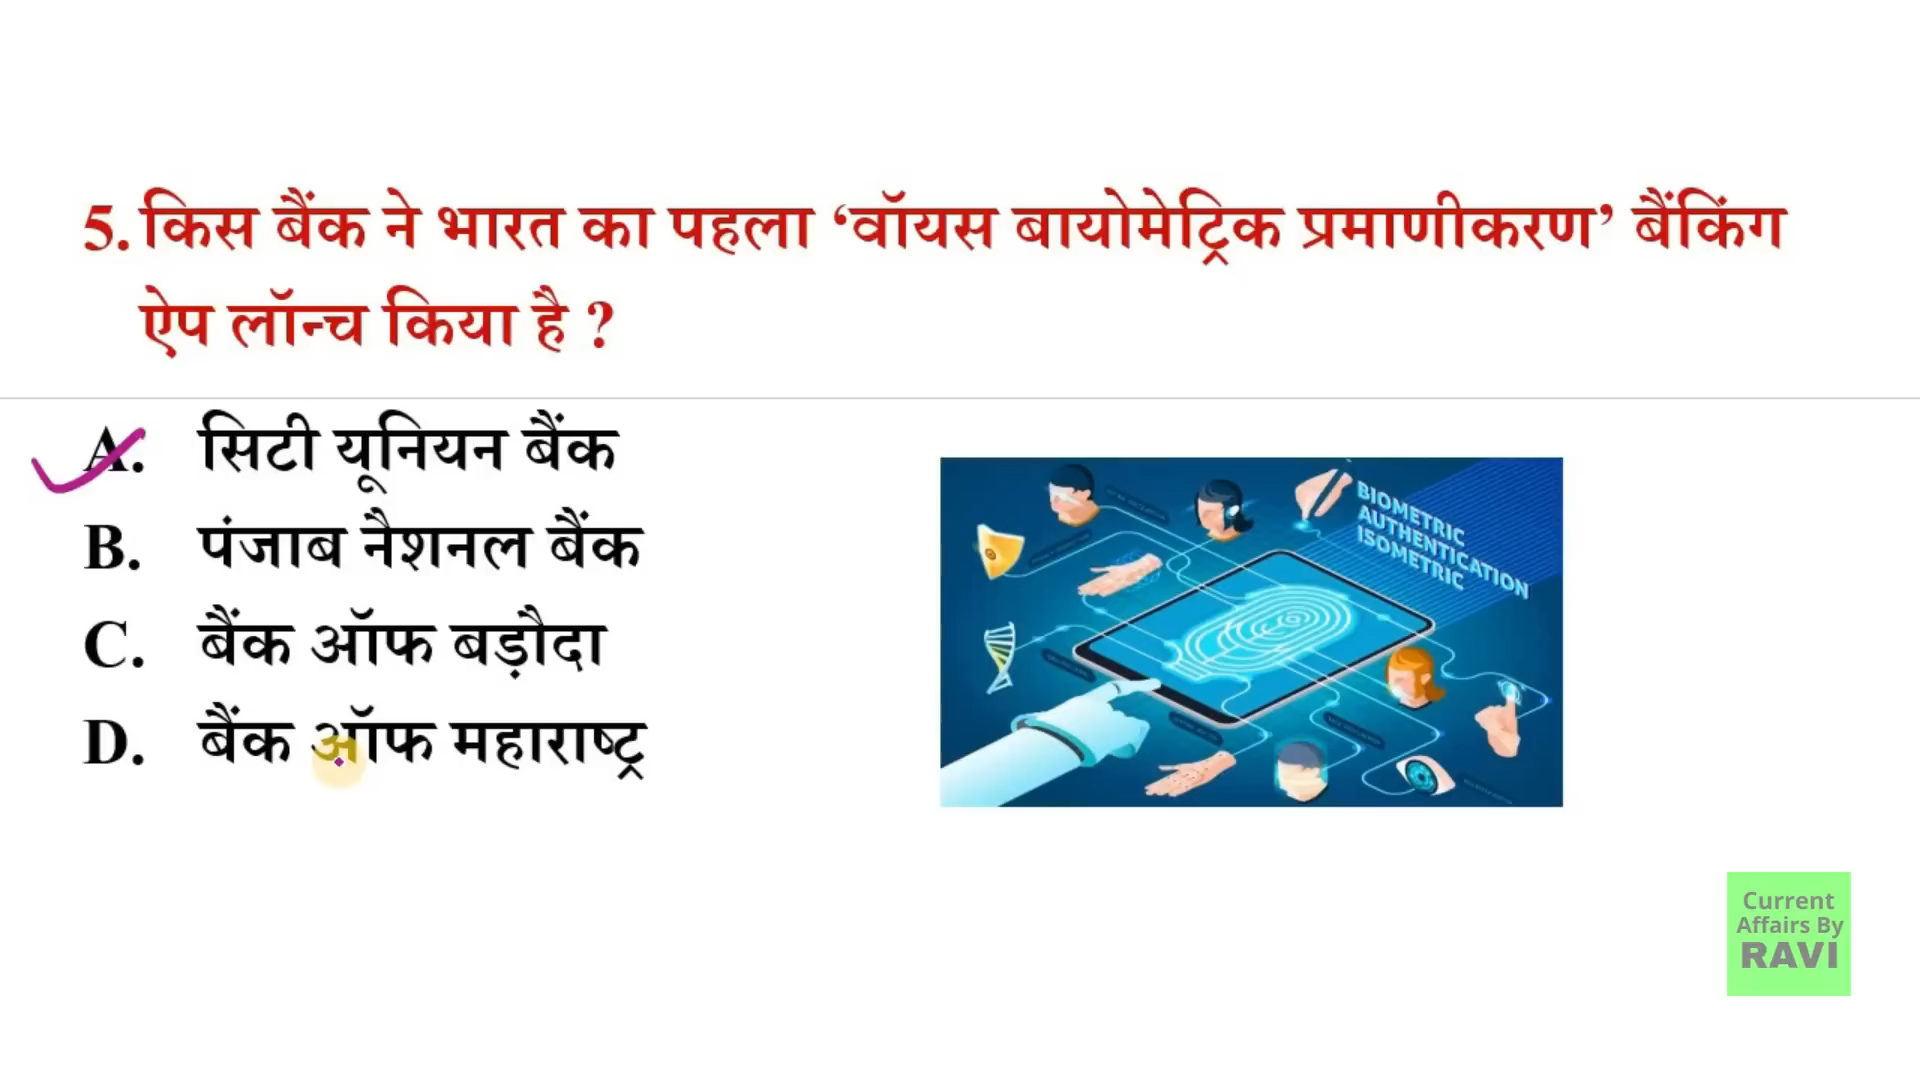 5. किस बैंक ने भारत का पहला ‘वॉयस बायोमेट्रिक प्रमाणीकरण’ बैंकिंग
ऐप लॉन्च किया है ?
A. सिटी यूनियन बैंक
B. पंजाब नैशनल बैंक
C. बैंक ऑफ बड़ौदा
D. बैंक ऑफ महाराष्ट्र
BIOMETRIC
AUTHENTICATION
ISOMETRIC
Current
Affairs By
RAVI